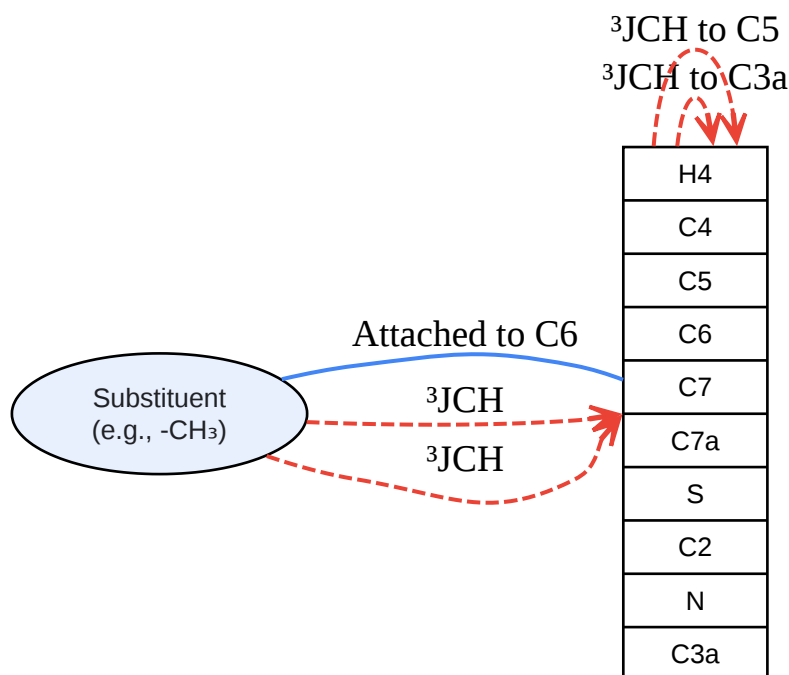 ³JCH to C5
³JCH to C3a
H4
C4
C5
Attached to C6
C6
C7
Substituent
(e.g., -CH₃)
³JCH
C7a
³JCH
S
C2
N
C3a